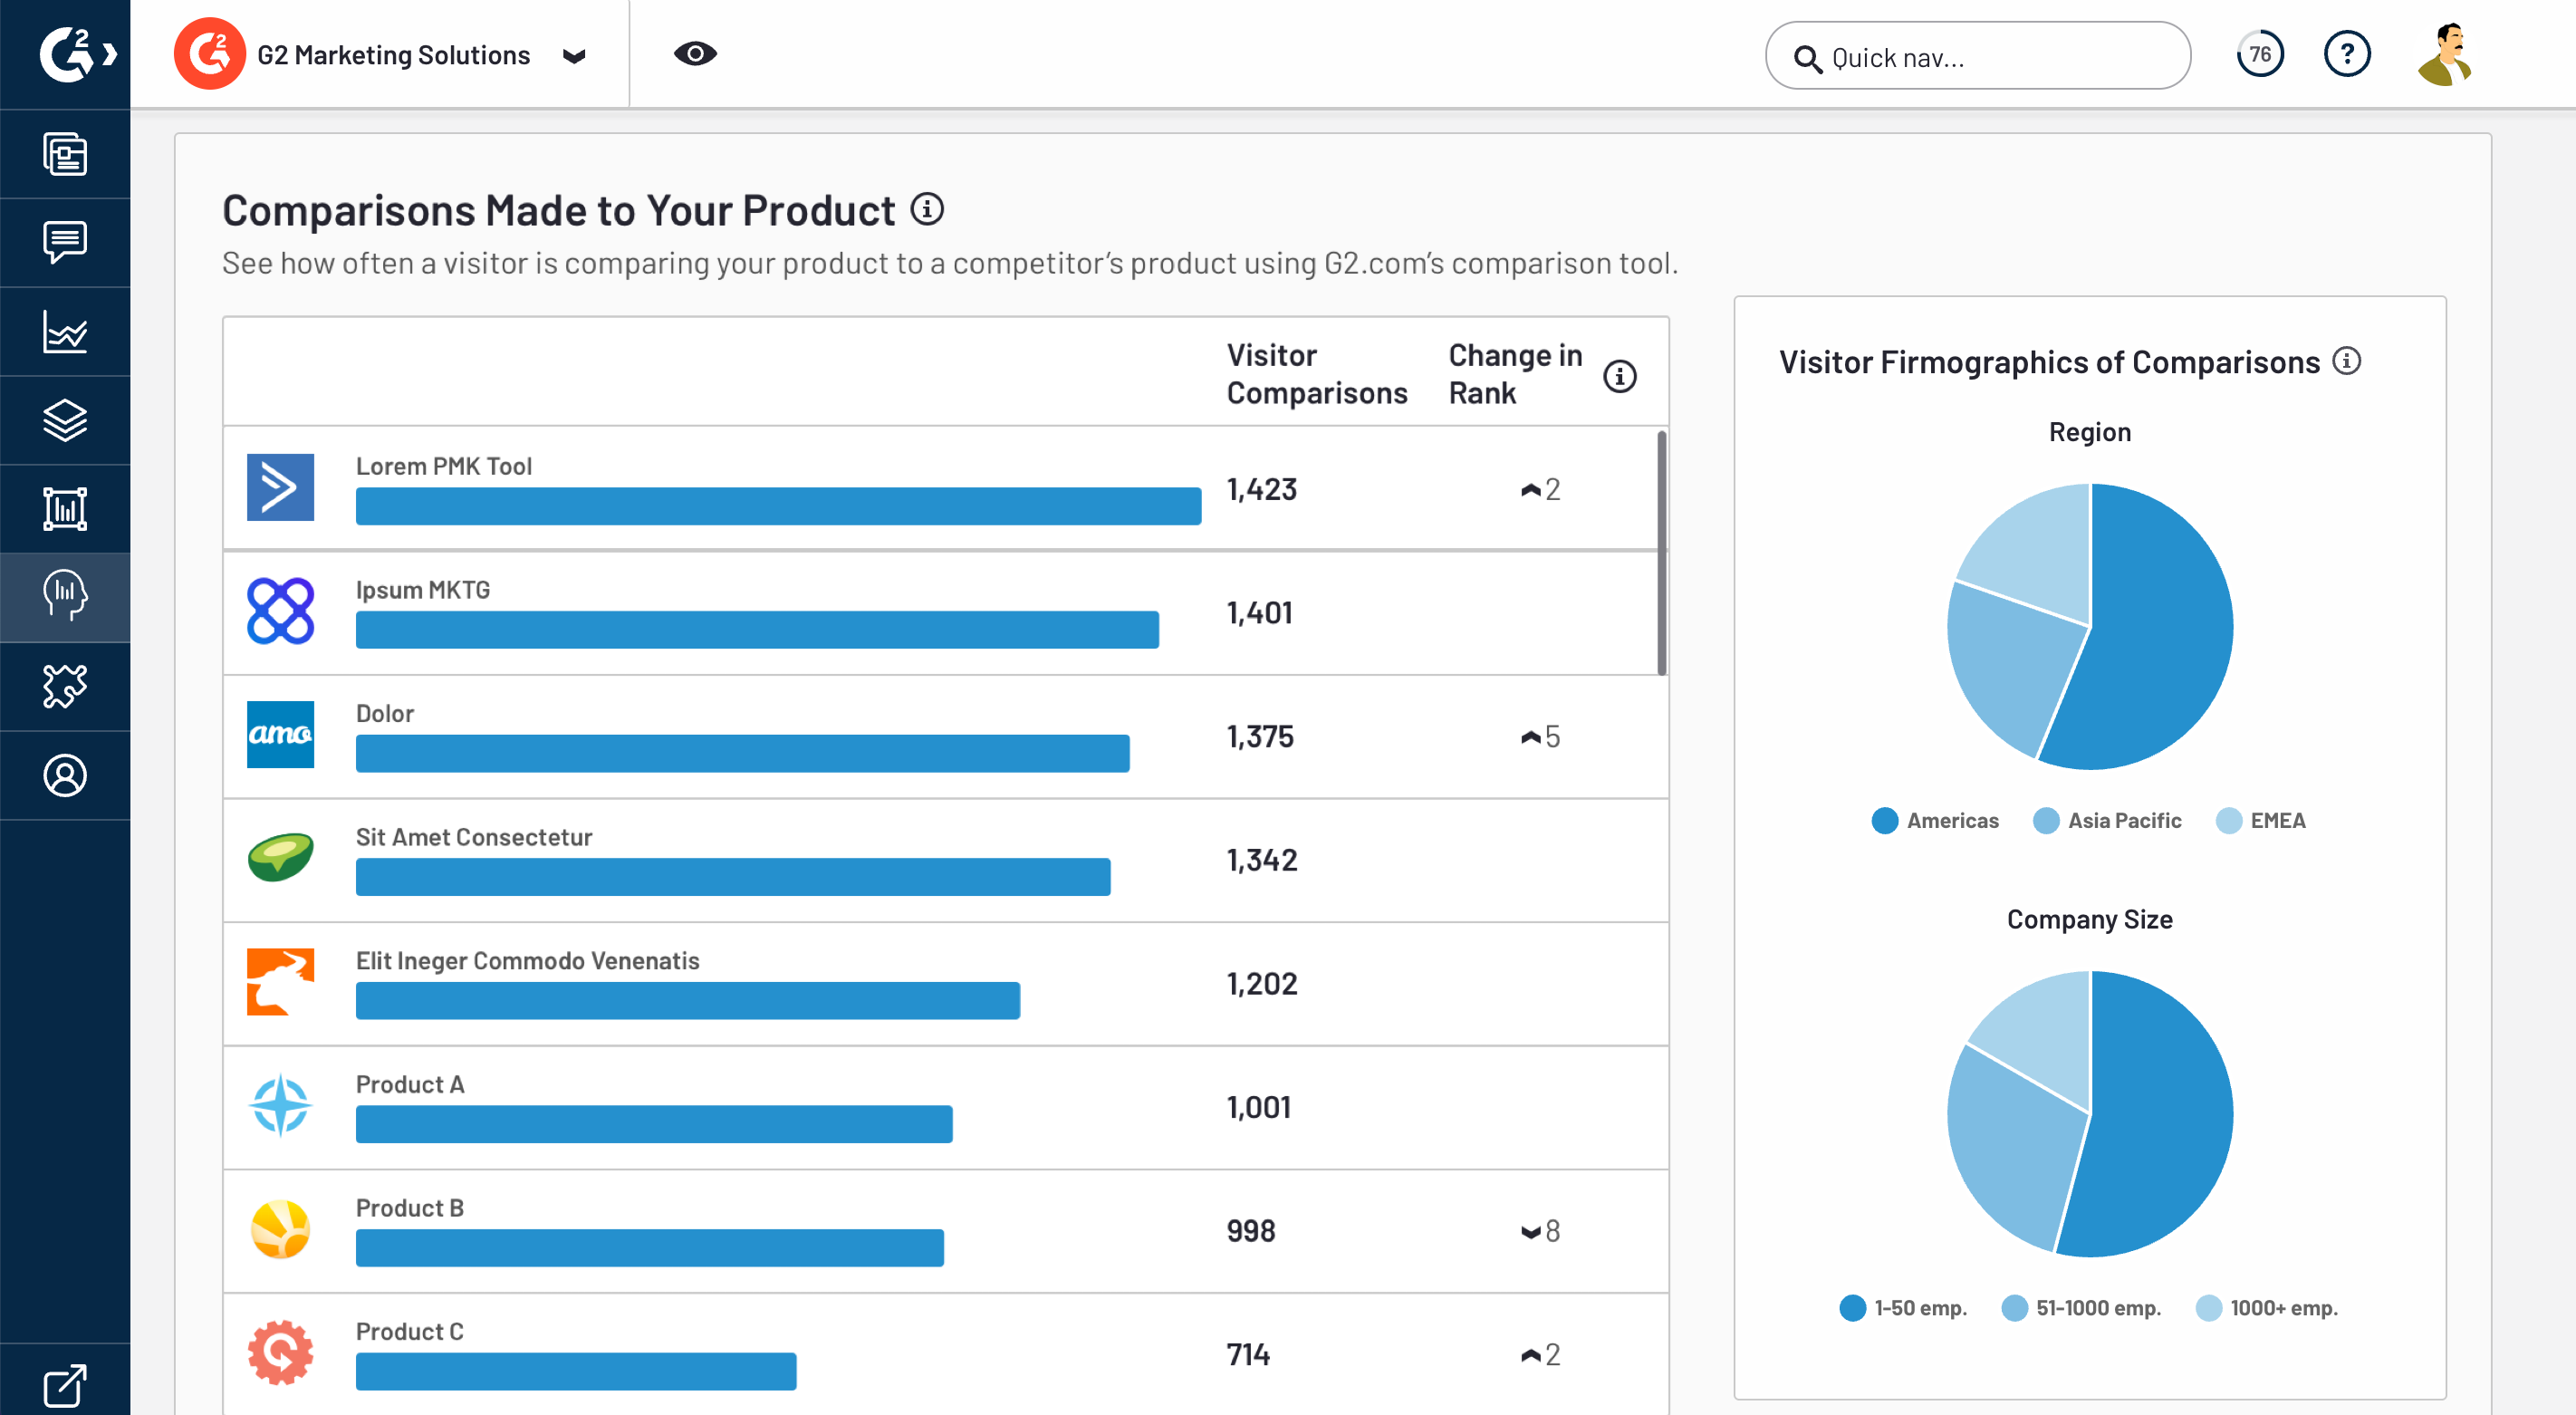 G2 Marketing Solutions
Quick nav...
76
?
Comparisons Made to Your Product
See how often a visitor is comparing your product to a competitor’s product using G2.com’s comparison tool.
Visitor Comparisons
Change in Rank
Lorem PMK Tool
1,423
2
Ipsum MKTG
1,401
amo
Dolor
1,375
5
Sit Amet Consectetur
1,342
Elit Ineger Commodo Venenatis
1,202
Product A
1,001
Product B
998
8
Product C
714
2
Visitor Firmographics of Comparisons
Region
Americas
Asia Pacific
EMEA
Company Size
1-50 emp.
51-1000 emp.
1000+ emp.